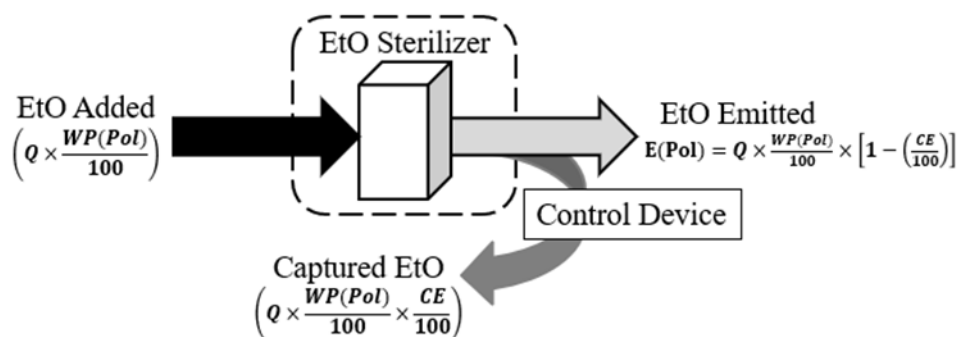 EtO Sterilizer
EtO Added
(Q × WP(Pol)/100)
EtO Emitted
E(Pol) = Q × WP(Pol)/100 × [1 − (CE/100)]
Control Device
Captured EtO
(Q × WP(Pol)/100 × CE/100)